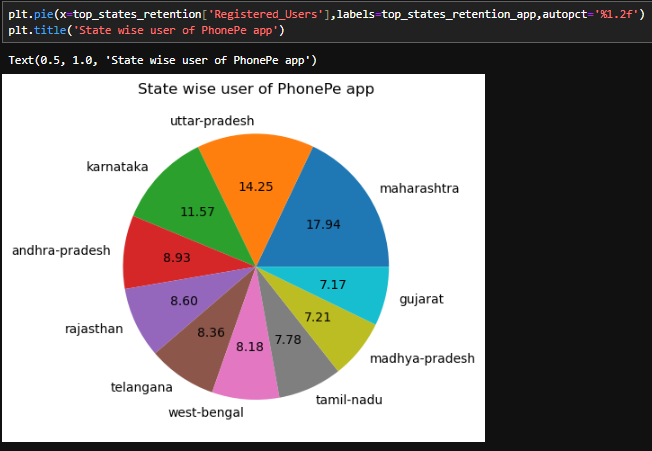 plt.pie(x=top_states_retention['Registered_Users'],labels=top_states_retention_app,autopct='%1.2f')
plt.title('State wise user of PhonePe app')
Text(0.5, 1.0, 'State wise user of PhonePe app')
State wise user of PhonePe app
uttar-pradesh
karnataka
maharashtra
14.25
11.57
17.94
andhra-pradesh
8.93
7.17
gujarat
8.60
7.21
rajasthan
8.36
8.18
7.78
madhya-pradesh
telangana
tamil-nadu
west-bengal